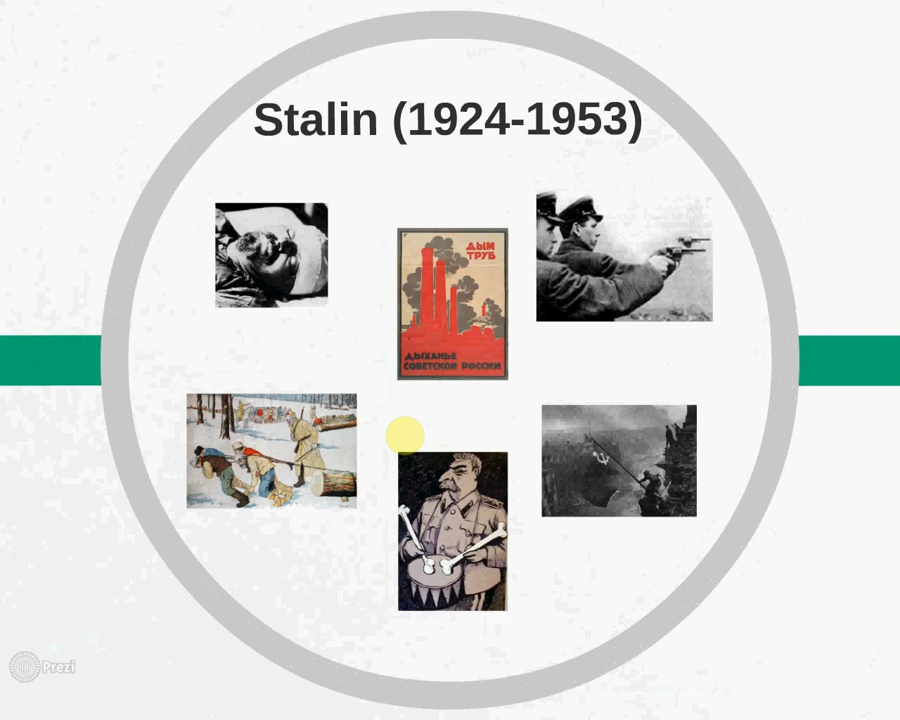 Stalin (1924-1953)
ДЫМ
ТРУБ
ДЫХАНЬЕ
СОВЕТСКОЙ РОССИИ
Prezi